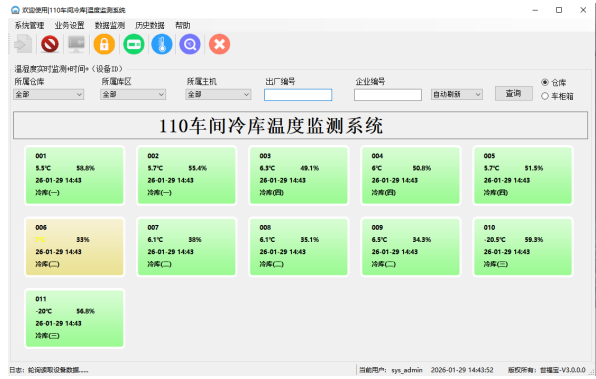 欢迎使用|110车间冷库|温度监测系统
系统管理 业务设置 数据监测 历史数据 帮助
温湿度实时监测+时间+（设备ID）
所属仓库 所属库区 所属主机 出厂编号 企业编号
全部 全部 全部 自动刷新 查询 仓库 车柜箱
110车间冷库温度监测系统
001 002 003 004 005
5.5℃ 58.8% 5.7℃ 55.4% 6.3℃ 49.1% 6℃ 50.8% 5.7℃ 51.5%
26-01-29 14:43 26-01-29 14:43 26-01-29 14:43 26-01-29 14:43 26-01-29 14:43
冷库(一) 冷库(一) 冷库(四) 冷库(四) 冷库(四)
006 007 008 009 010
33% 6.1℃ 38% 6.1℃ 35.1% 6.5℃ 34.3% -20.5℃ 59.3%
26-01-29 14:43 26-01-29 14:43 26-01-29 14:43 26-01-29 14:43 26-01-29 14:43
冷库(二) 冷库(二) 冷库(二) 冷库(二) 冷库(三)
011
-20℃ 56.8%
26-01-29 14:43
冷库(三)
日志：轮询读取设备数据…… 当前用户： sys_admin 2026-01-29 14:43:52 版权所有：世福宝-V3.0.0.0